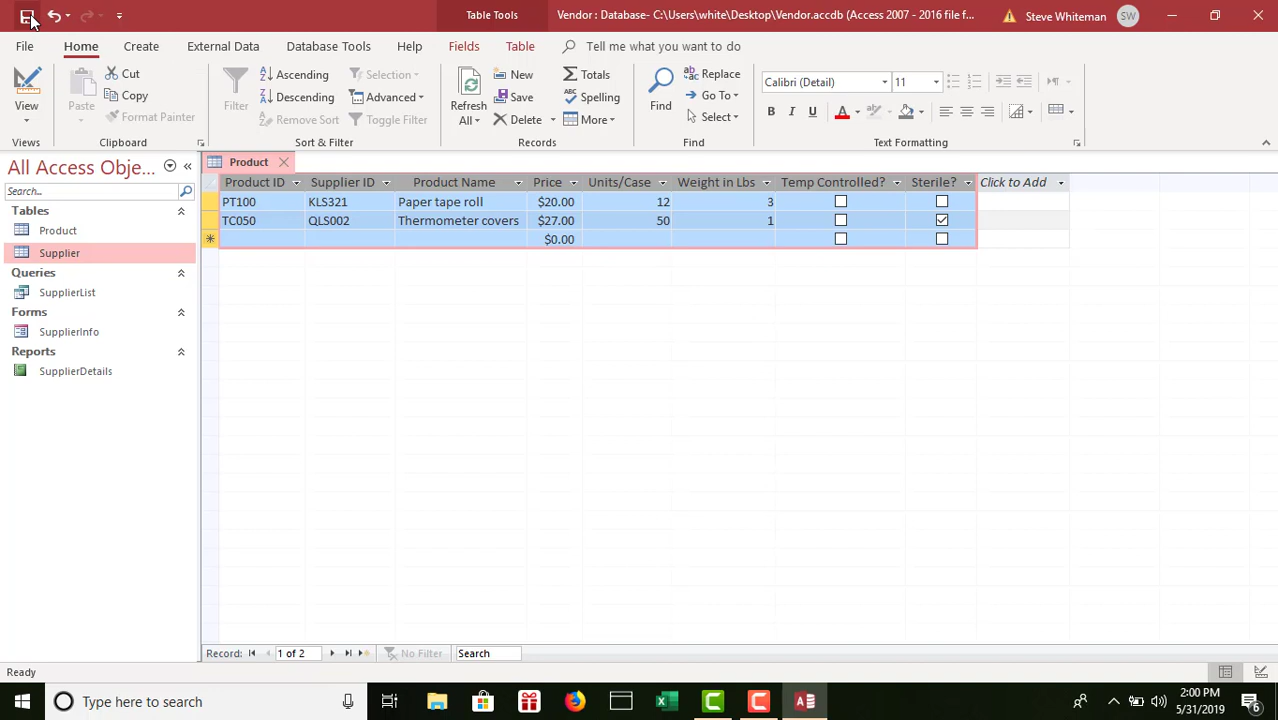 Table Tools
Vendor : Database- C:\Users\white\Desktop\Vendor.accdb (Access 2007 - 2016 file f...
Steve Whiteman
SW
File
Home
Create
External Data
Database Tools
Help
Fields
Table
Tell me what you want to do
View
Paste
Cut
Copy
Format Painter
Filter
Ascending
Descending
Remove Sort
Selection
Advanced
Toggle Filter
Refresh
All
New
Save
Delete
Totals
Spelling
More
Find
Replace
Go To
Select
Calibri (Detail)
11
B I U
A
Views
Clipboard
Sort & Filter
Records
Find
Text Formatting
All Access Obje...
Search...
Tables
Product
Supplier
Queries
SupplierList
Forms
SupplierInfo
Reports
SupplierDetails
Product
Product ID Supplier ID Product Name Price Units/Case Weight in Lbs Temp Controlled? Sterile? Click to Add
PT100 KLS321 Paper tape roll $20.00 12 3
TC050 QLS002 Thermometer covers $27.00 50 1
$0.00
Record: 1 of 2 No Filter Search
Ready
Type here to search
2:00 PM
5/31/2019
6